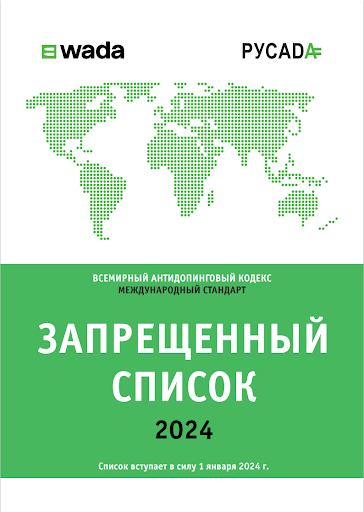 wada РУСАДА
ВСЕМИРНЫЙ АНТИДОПИНГОВЫЙ КОДЕКС
МЕЖДУНАРОДНЫЙ СТАНДАРТ
ЗАПРЕЩЕННЫЙ
СПИСОК
2024
Список вступает в силу 1 января 2024 г.